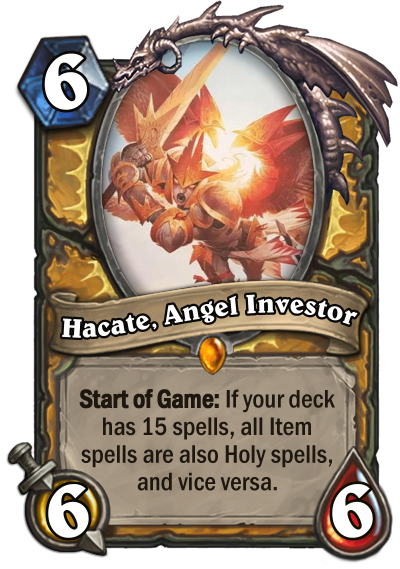 6
Hacate, Angel Investor
Start of Game: If your deck
has 15 spells, all Item
spells are also Holy spells,
and vice versa.
6
6